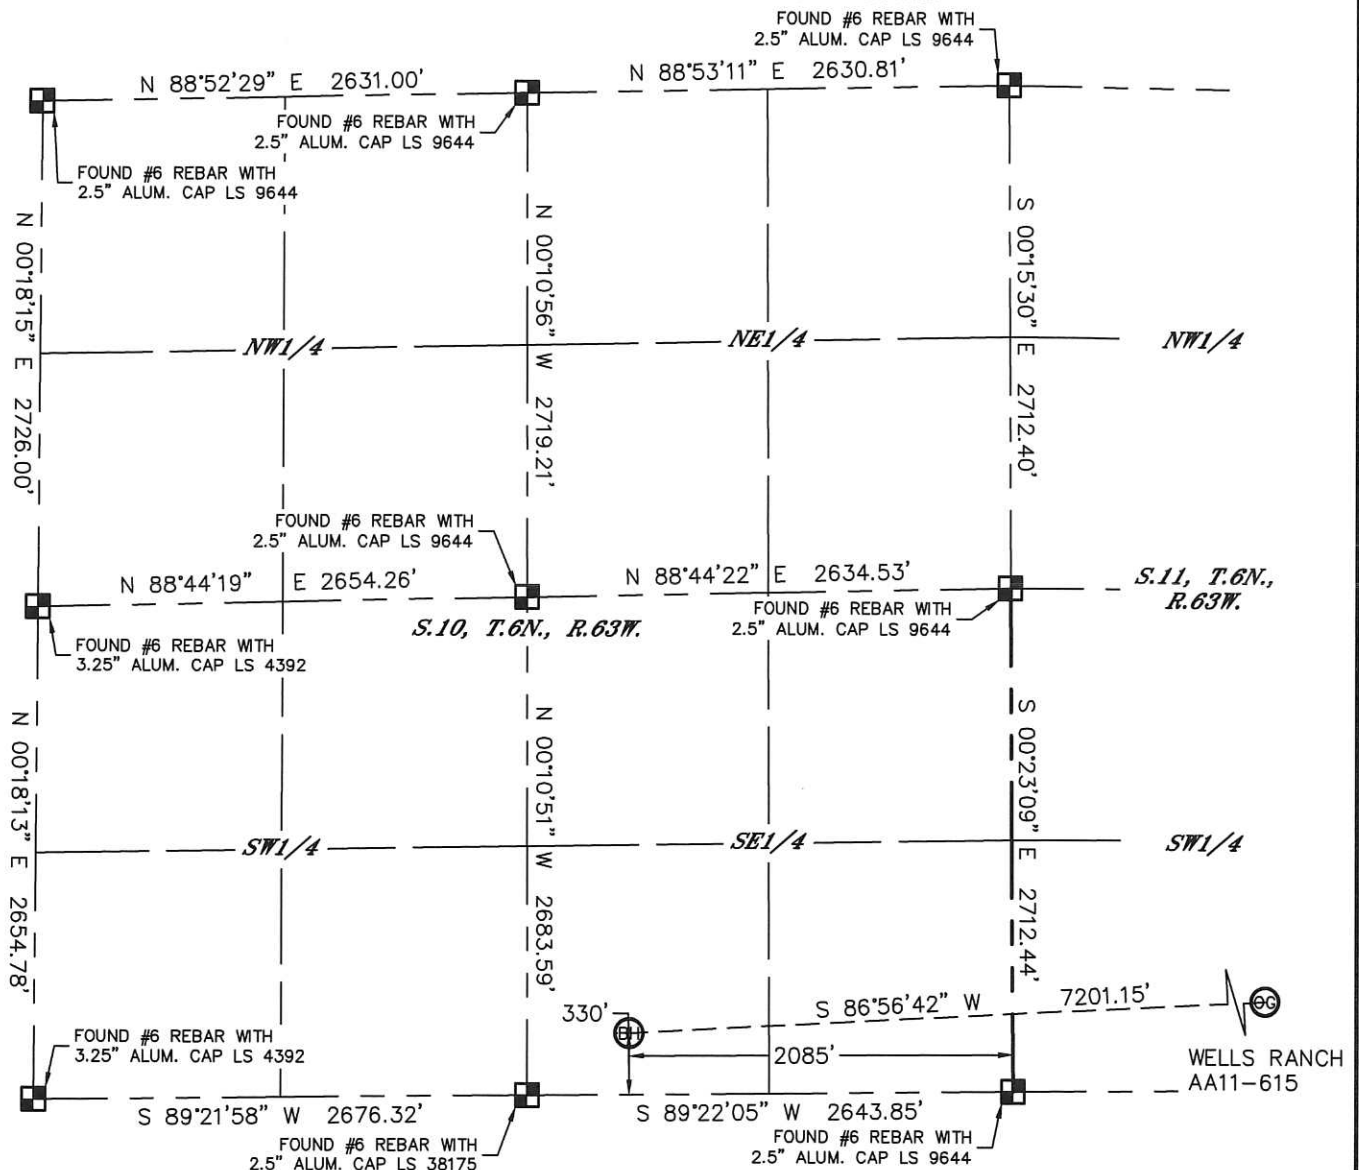 FOUND #6 REBAR WITH
2.5" ALUM. CAP LS 9644
N 88°52'29" E 2631.00'
N 88°53'11" E 2630.81'
FOUND #6 REBAR WITH
2.5" ALUM. CAP LS 9644
FOUND #6 REBAR WITH
2.5" ALUM. CAP LS 9644
N 00°18'15" E 2726.00'
N 00°10'56" W 2719.21'
S 00°15'30" E 2712.40'
NW1/4
NE1/4
NW1/4
FOUND #6 REBAR WITH
2.5" ALUM. CAP LS 9644
N 88°44'19" E 2654.26'
N 88°44'22" E 2634.53'
S.11, T.6N.,
R.63W.
FOUND #6 REBAR WITH
2.5" ALUM. CAP LS 9644
S.10, T.6N., R.63W.
FOUND #6 REBAR WITH
3.25" ALUM. CAP LS 4392
N 00°18'13" E 2654.78'
N 00°10'51" W 2683.59'
S 00°23'09" E 2712.44'
SW1/4
SE1/4
SW1/4
S 86°56'42" W 7201.15'
OG
330'
BH
2085'
WELLS RANCH
AA11-615
FOUND #6 REBAR WITH
3.25" ALUM. CAP LS 4392
S 89°21'58" W 2676.32'
S 89°22'05" W 2643.85'
FOUND #6 REBAR WITH
2.5" ALUM. CAP LS 38175
FOUND #6 REBAR WITH
2.5" ALUM. CAP LS 9644